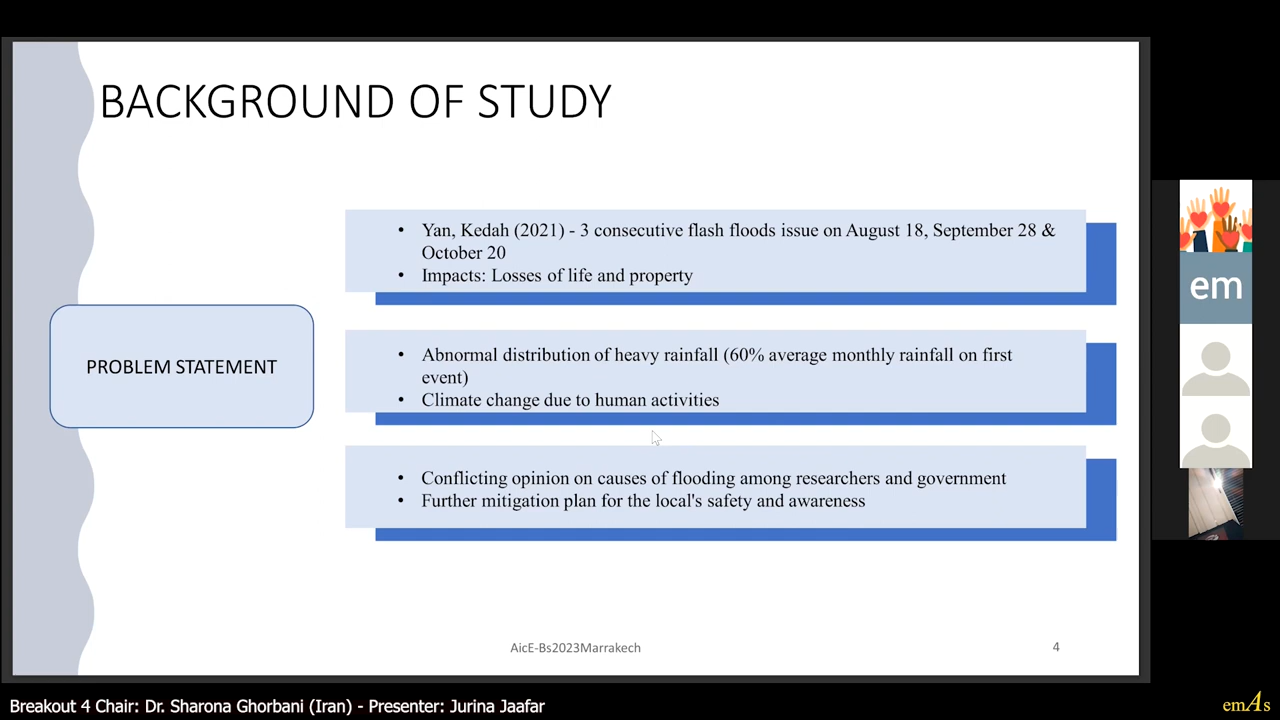 BACKGROUND OF STUDY
PROBLEM STATEMENT
• Yan, Kedah (2021) - 3 consecutive flash floods issue on August 18, September 28 &
October 20
• Impacts: Losses of life and property
• Abnormal distribution of heavy rainfall (60% average monthly rainfall on first
event)
• Climate change due to human activities
• Conflicting opinion on causes of flooding among researchers and government
• Further mitigation plan for the local's safety and awareness
AicE-Bs2023Marrakech
4
em
Breakout 4 Chair: Dr. Sharona Ghorbani (Iran) - Presenter: Jurina Jaafar
emAs